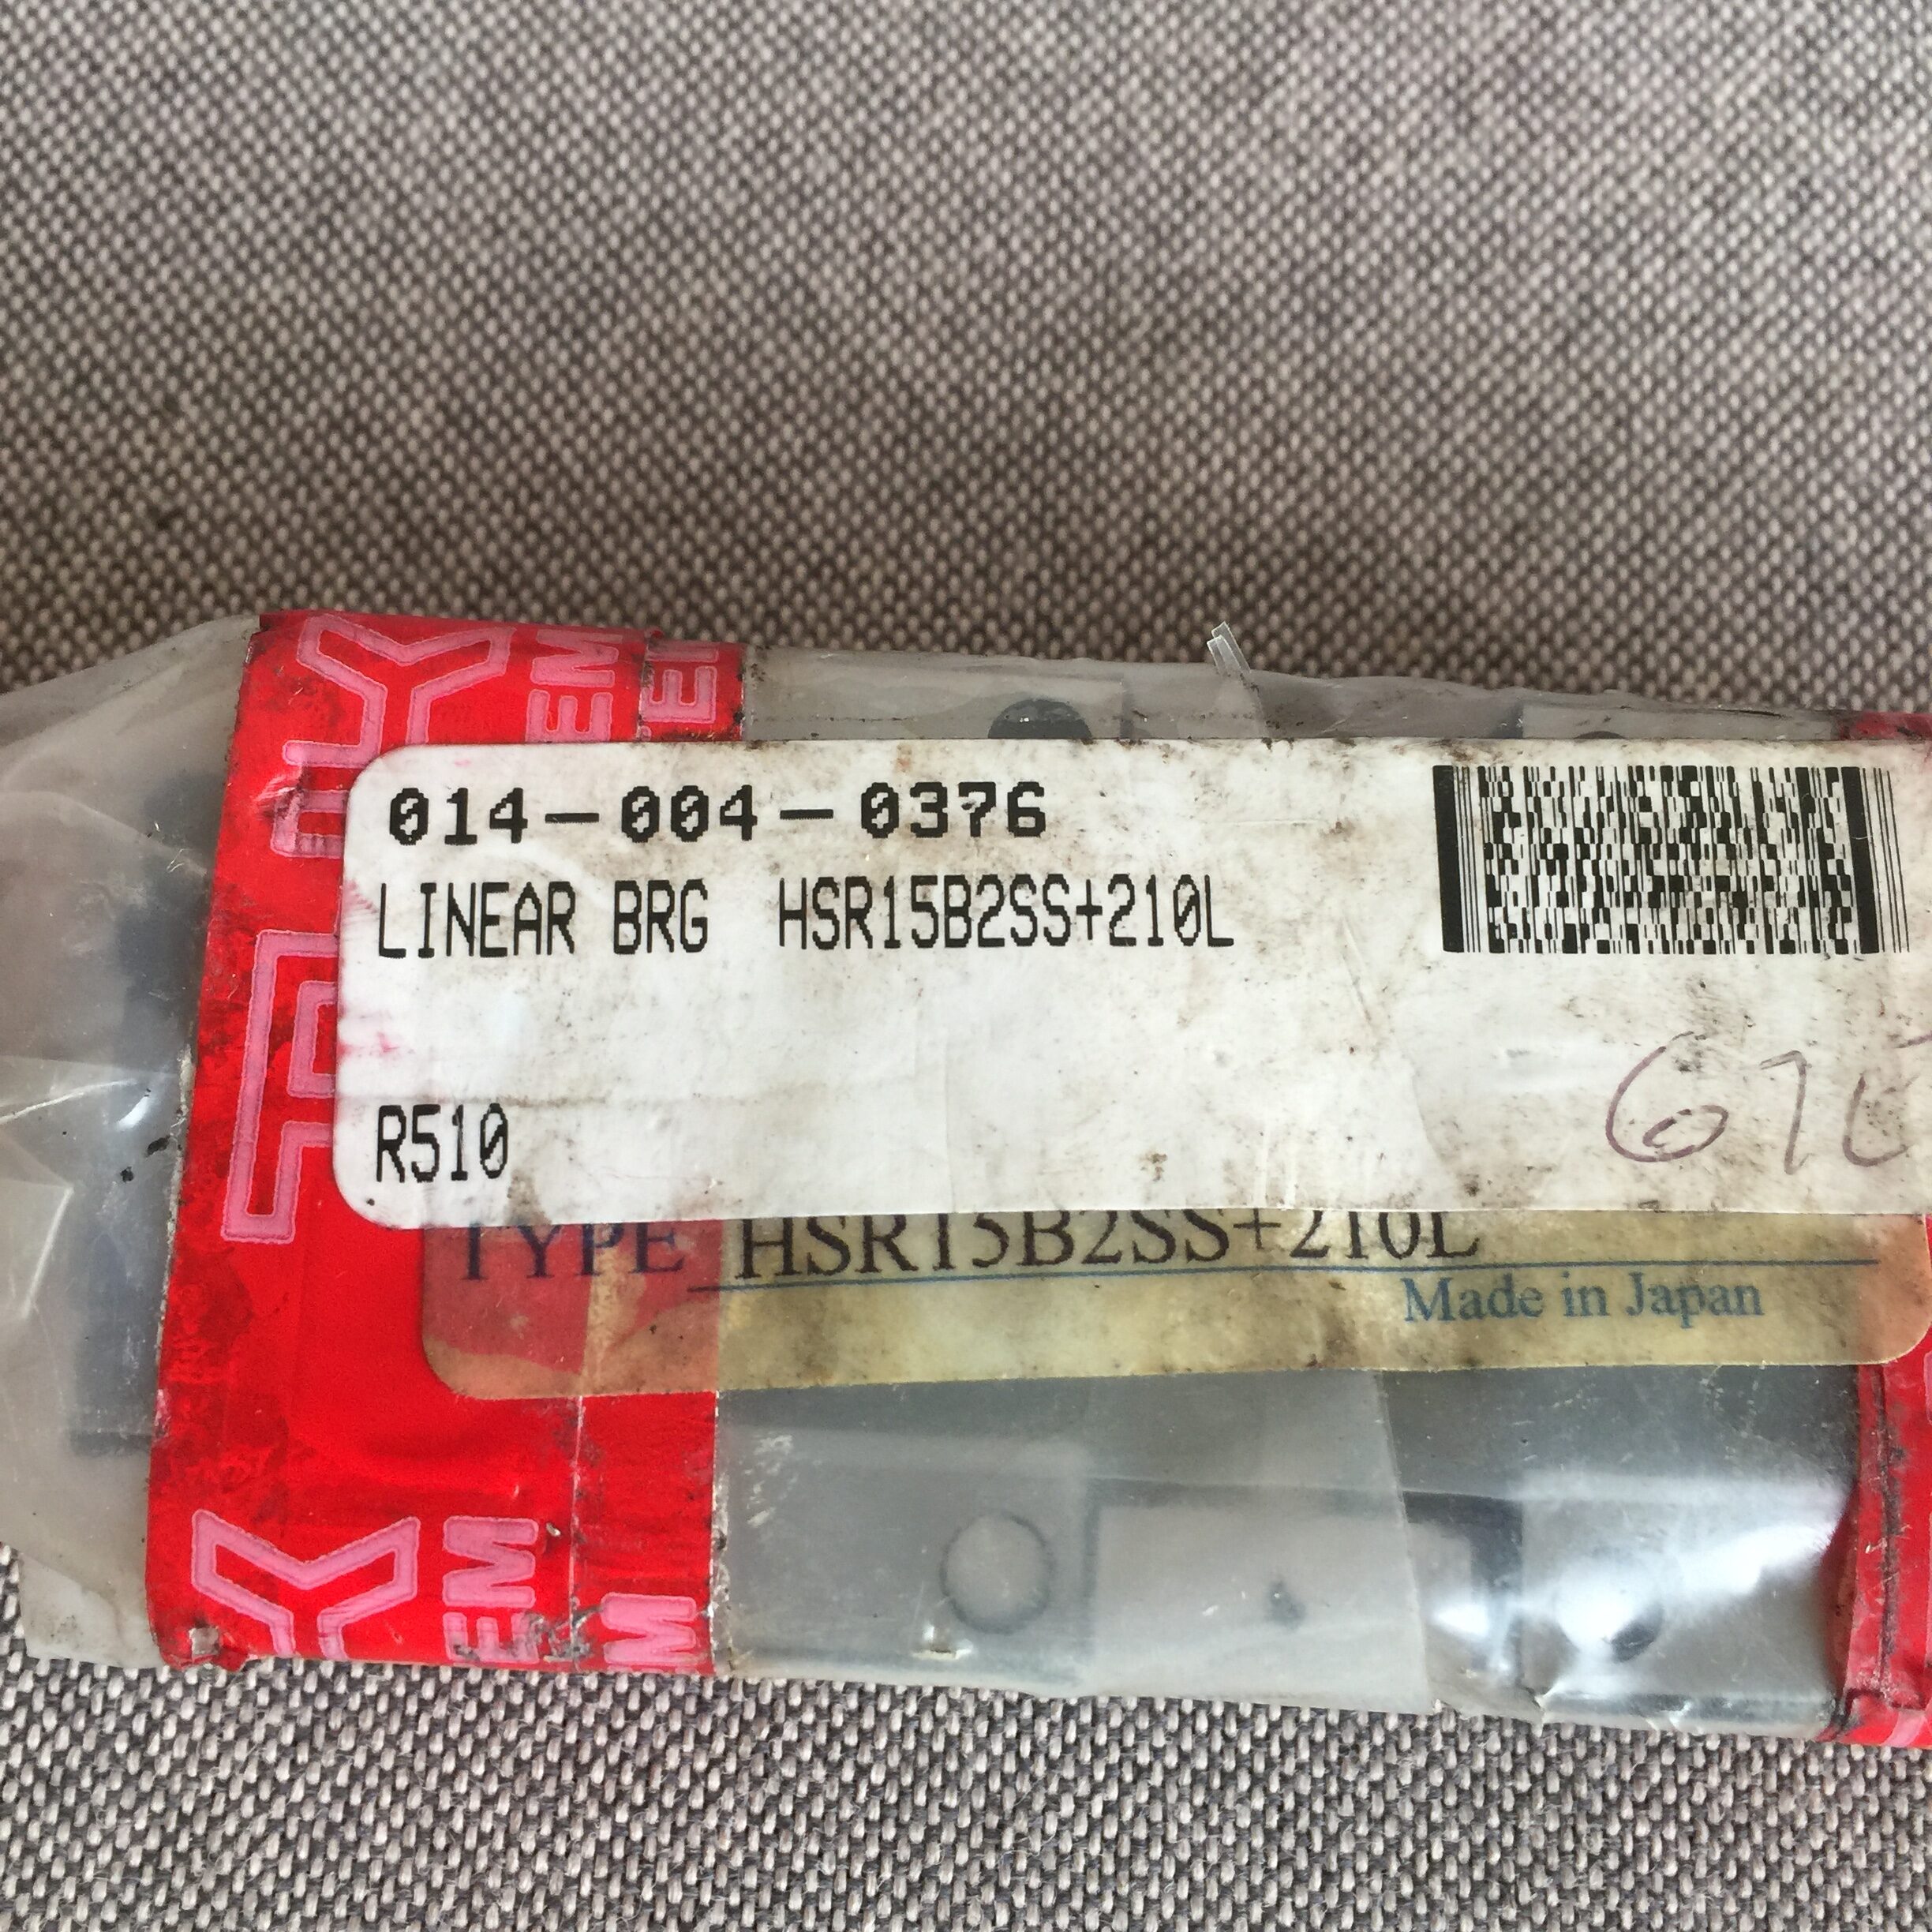 014-004-0376
LINEAR BRG HSR15B2SS+210L
R510
TYPE HSR15B2SS+210L
Made in Japan